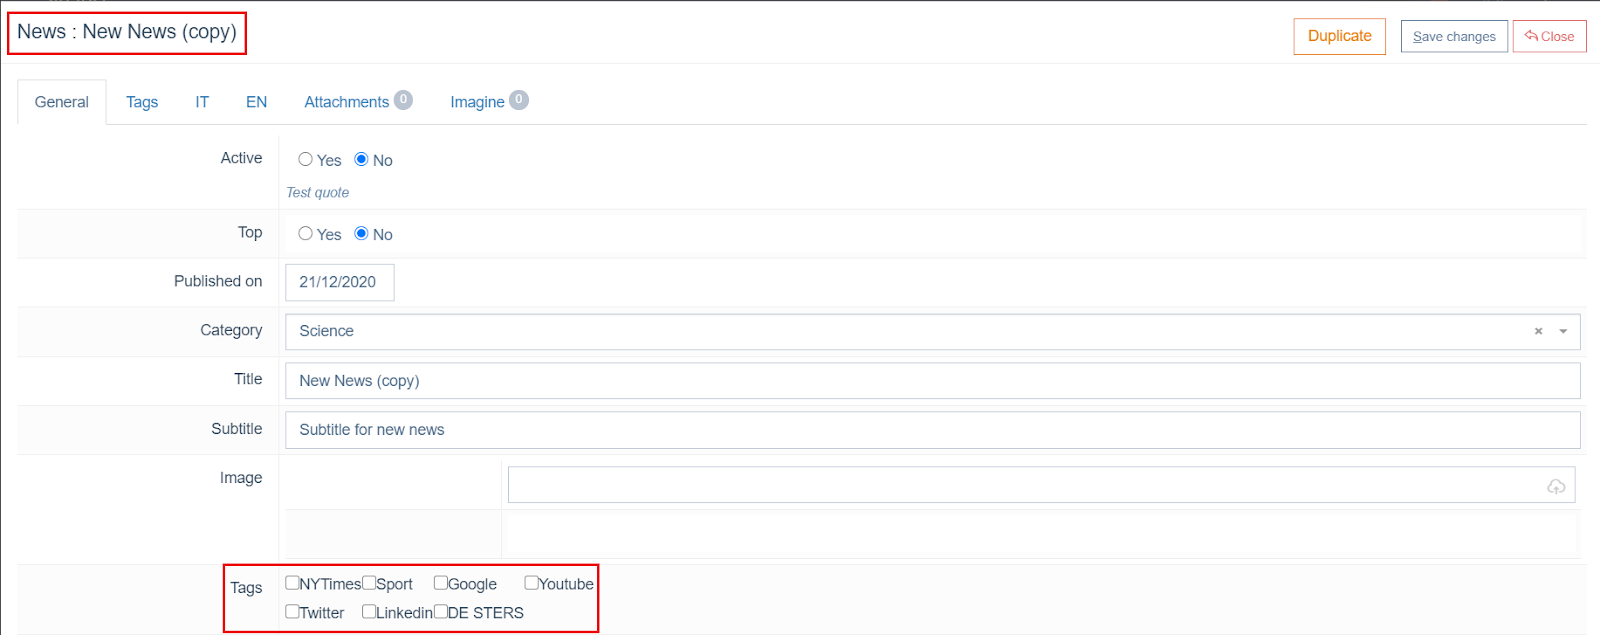 News : New News (copy)
Duplicate
Save changes
Close
General
Tags
IT
EN
Attachments 0
Imagine 0
Active
Yes No
Test quote
Top
Yes No
Published on
21/12/2020
Category
Science × 
Title
New News (copy)
Subtitle
Subtitle for new news
Image
Tags
NYTimes Sport Google Youtube
Twitter Linkedin DE STERS